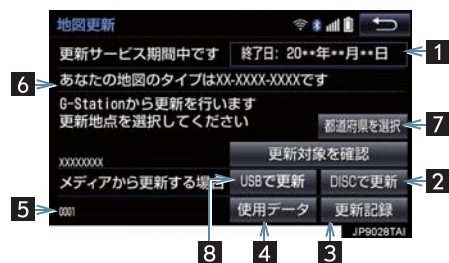 地図更新
更新サービス期間中です 終了日: 20**年**月**日 1
6 あなたの地図のタイプはXX-XXXX-XXXXです
G-Stationから更新を行います
更新地点を選択してください 都道府県を選択 7
更新対象を確認
XXXXXXXX
メディアから更新する場合 USBで更新 DISCで更新 2
5 0001 使用データ 更新記録
JP9028TAI
8 4 3